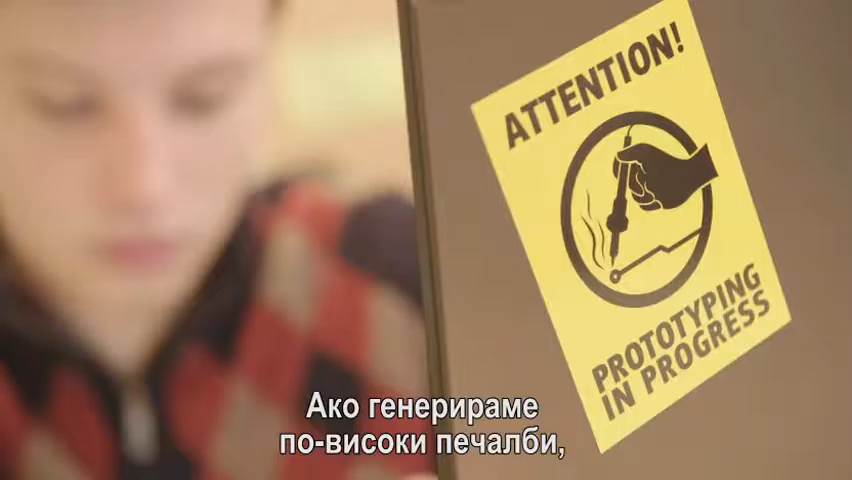 ATTENTION!
PROTOTYPING
IN PROGRESS
Ако генерираме
по-високи печалби,